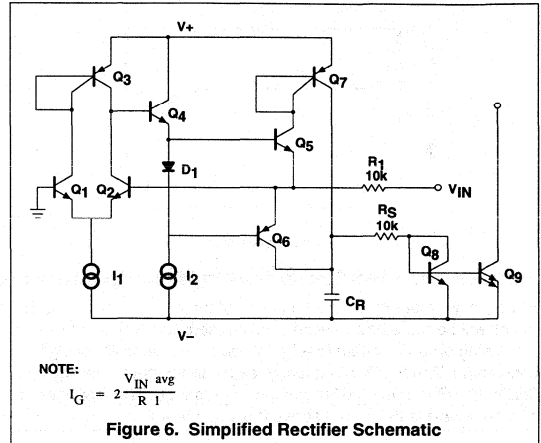 V+
Q3
Q7
Q4
Q5
D1
R1
10k
VIN
Q1
Q2
RS
10k
Q6
Q8
Q9
I1
I2
CR
V–
NOTE:
IG = 2 VIN avg
R 1
Figure 6. Simplified Rectifier Schematic